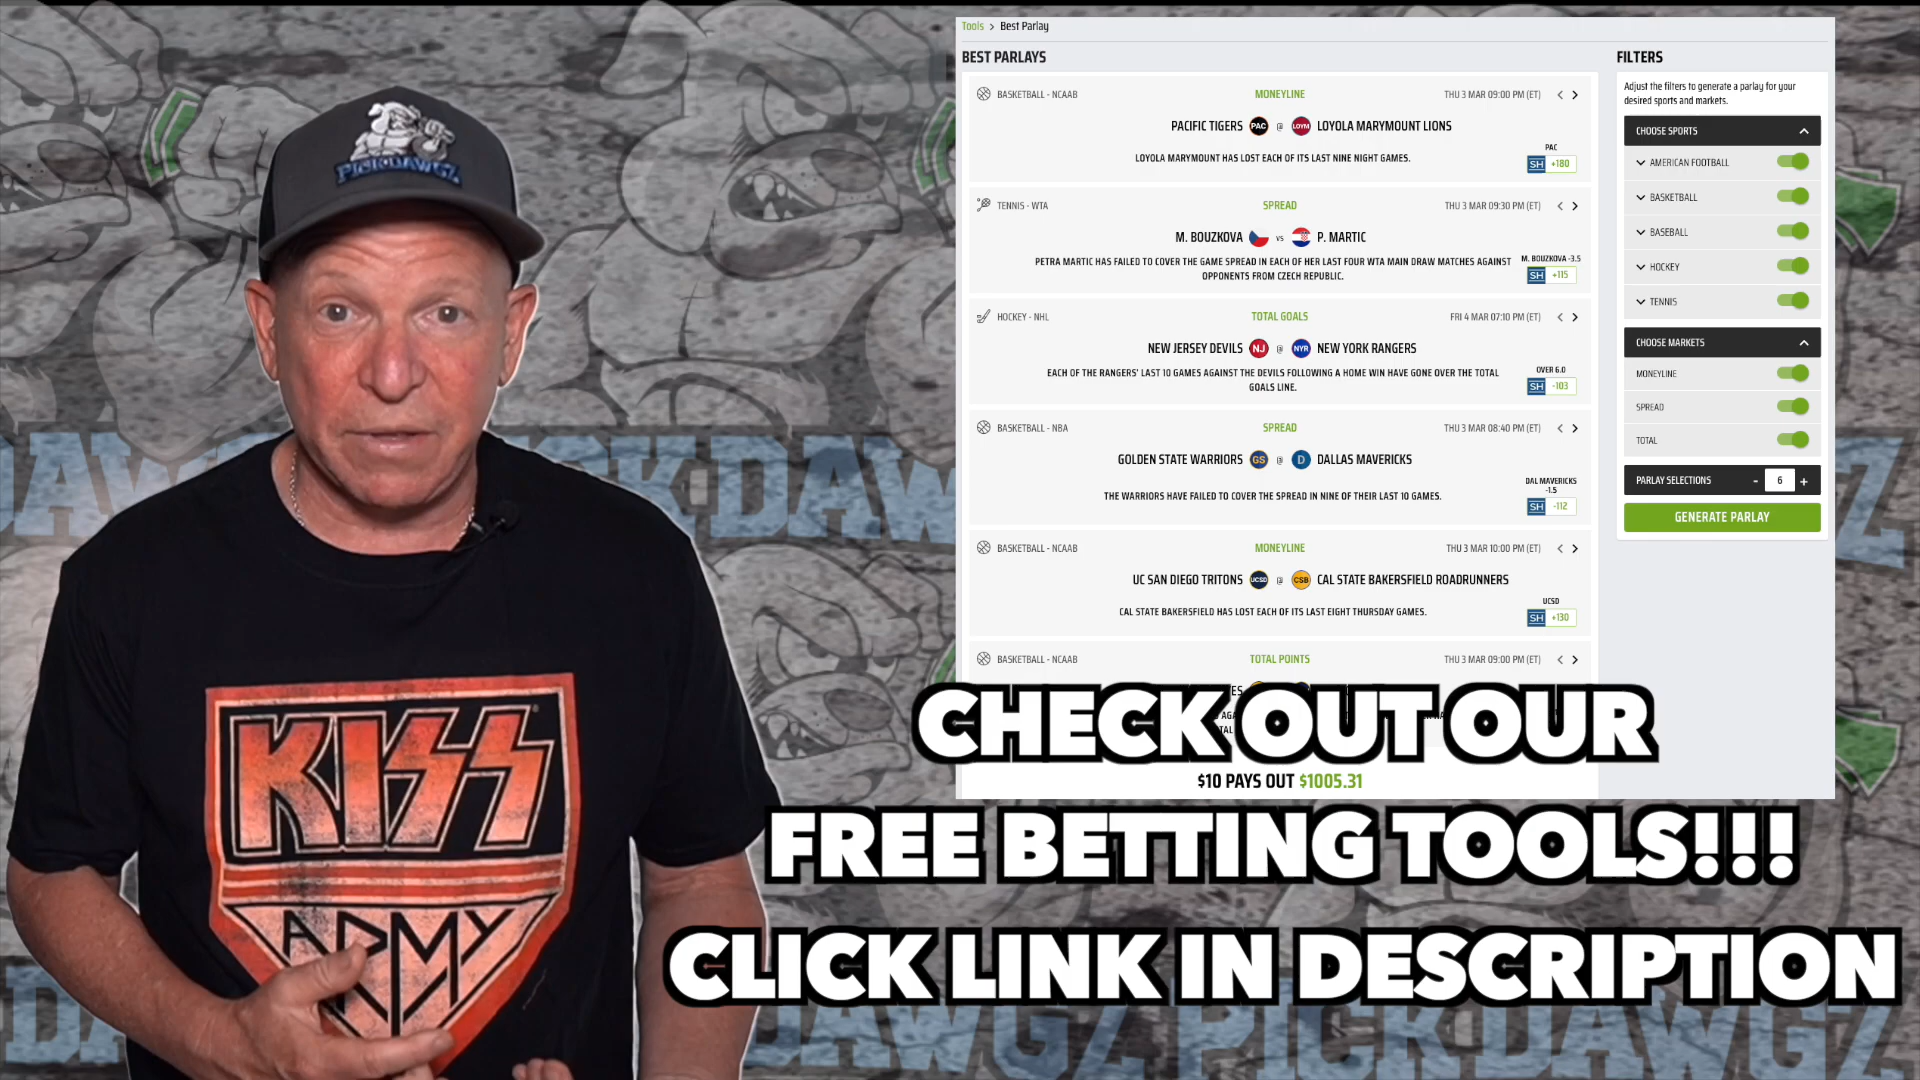 Tools > Best Parlay
BEST PARLAYS
BASKETBALL - NCAAB MONEYLINE THU 3 MAR 09:00 PM (ET)
PACIFIC TIGERS PAC @ LOYM LOYOLA MARYMOUNT LIONS
LOYOLA MARYMOUNT HAS LOST EACH OF ITS LAST NINE NIGHT GAMES.
PAC
SH +180
TENNIS - WTA SPREAD THU 3 MAR 09:30 PM (ET)
M. BOUZKOVA VS P. MARTIC
PETRA MARTIC HAS FAILED TO COVER THE GAME SPREAD IN EACH OF HER LAST FOUR WTA MAIN DRAW MATCHES AGAINST
OPPONENTS FROM CZECH REPUBLIC.
M. BOUZKOVA -3.5
SH +115
HOCKEY - NHL TOTAL GOALS FRI 4 MAR 07:10 PM (ET)
NEW JERSEY DEVILS NJ @ NYR NEW YORK RANGERS
EACH OF THE RANGERS' LAST 10 GAMES AGAINST THE DEVILS FOLLOWING A HOME WIN HAVE GONE OVER THE TOTAL
GOALS LINE.
OVER 6.0
SH -103
BASKETBALL - NBA SPREAD THU 3 MAR 08:40 PM (ET)
GOLDEN STATE WARRIORS GS @ D DALLAS MAVERICKS
THE WARRIORS HAVE FAILED TO COVER THE SPREAD IN NINE OF THEIR LAST 10 GAMES.
DAL MAVERICKS
-1.5
SH -112
BASKETBALL - NCAAB MONEYLINE THU 3 MAR 10:00 PM (ET)
UC SAN DIEGO TRITONS UCSD @ CSB CAL STATE BAKERSFIELD ROADRUNNERS
CAL STATE BAKERSFIELD HAS LOST EACH OF ITS LAST EIGHT THURSDAY GAMES.
UCSD
SH +130
BASKETBALL - NCAAB TOTAL POINTS THU 3 MAR 09:00 PM (ET)
$10 PAYS OUT $1005.31
FILTERS
Adjust the filters to generate a parlay for your
desired sports and markets.
CHOOSE SPORTS
AMERICAN FOOTBALL
BASKETBALL
BASEBALL
HOCKEY
TENNIS
CHOOSE MARKETS
MONEYLINE
SPREAD
TOTAL
PARLAY SELECTIONS - 6 +
GENERATE PARLAY
CHECK OUT OUR
FREE BETTING TOOLS!!!
CLICK LINK IN DESCRIPTION
PICKDAWGZ
KISS
ARMY
DAWGZ PICKDAWGZ